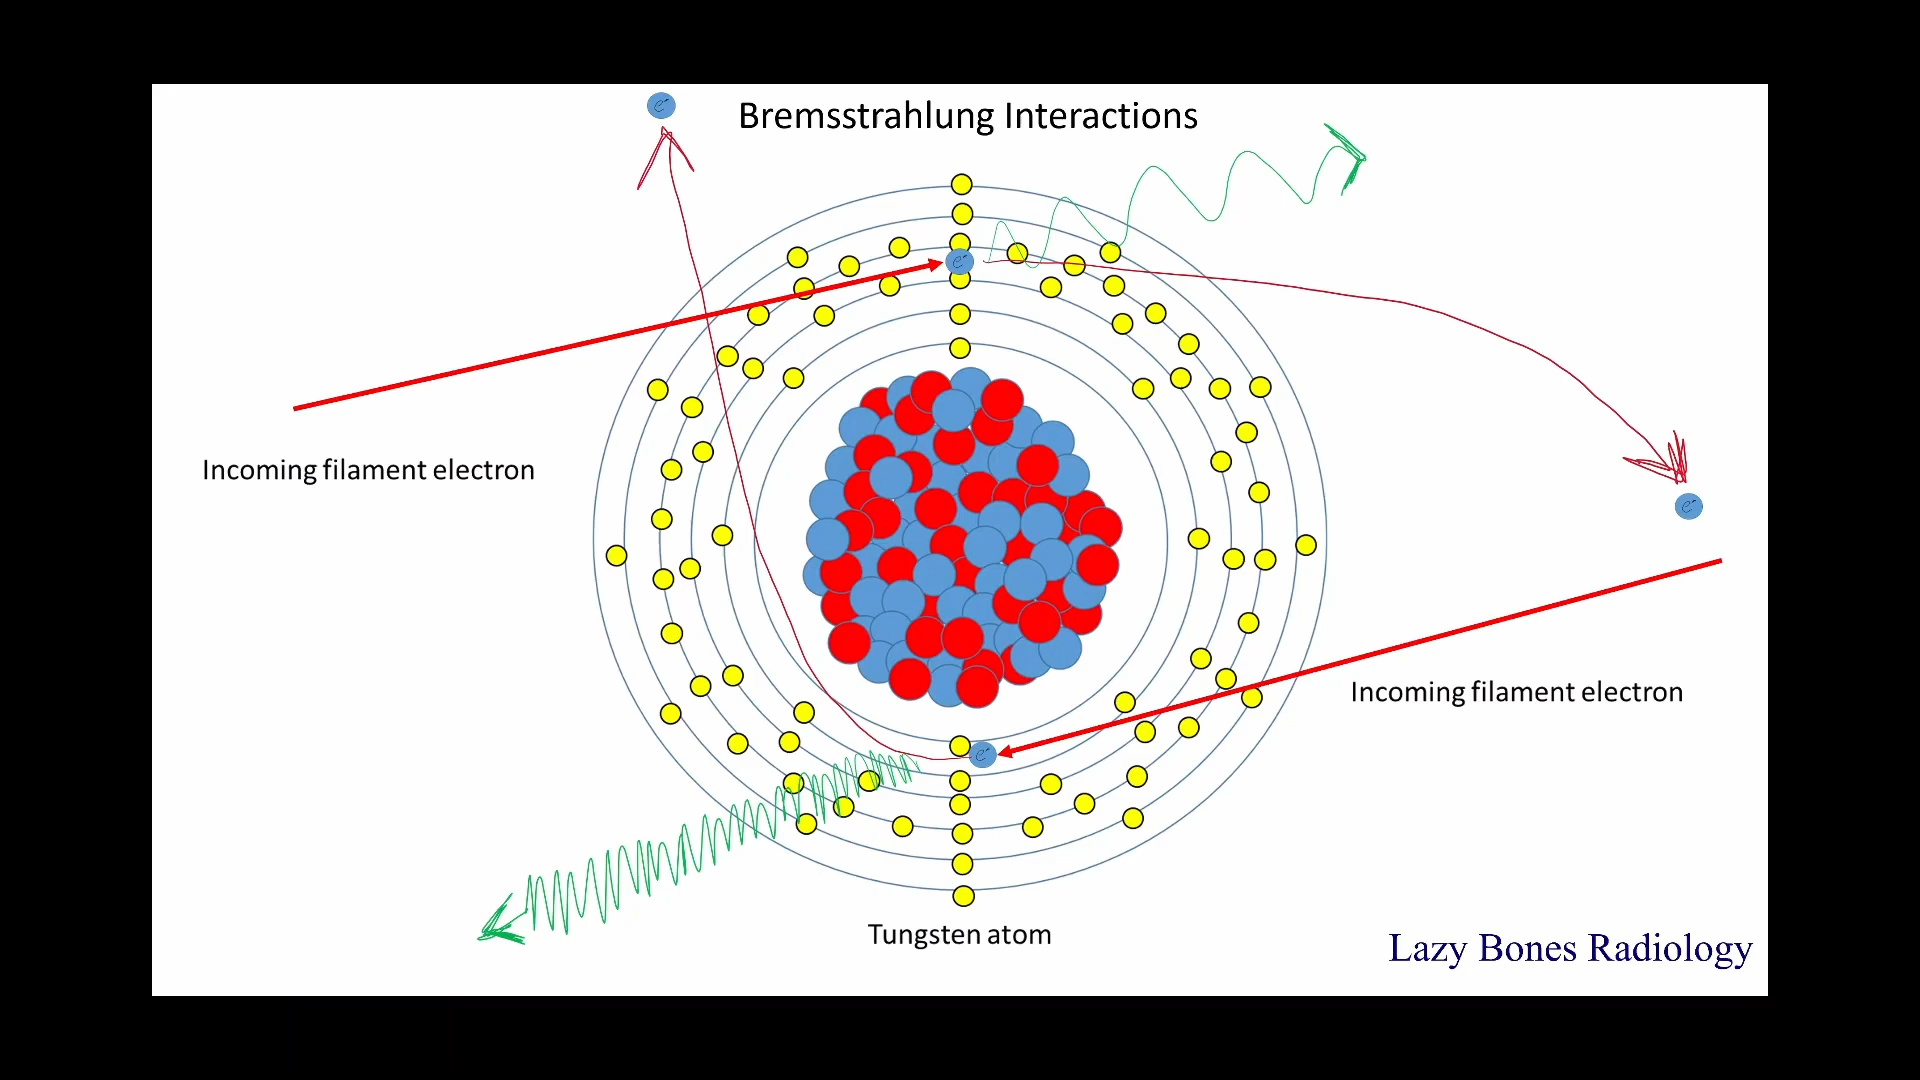 e-
Bremsstrahlung Interactions
e-
Incoming filament electron
e-
Incoming filament electron
e-
Tungsten atom
Lazy Bones Radiology